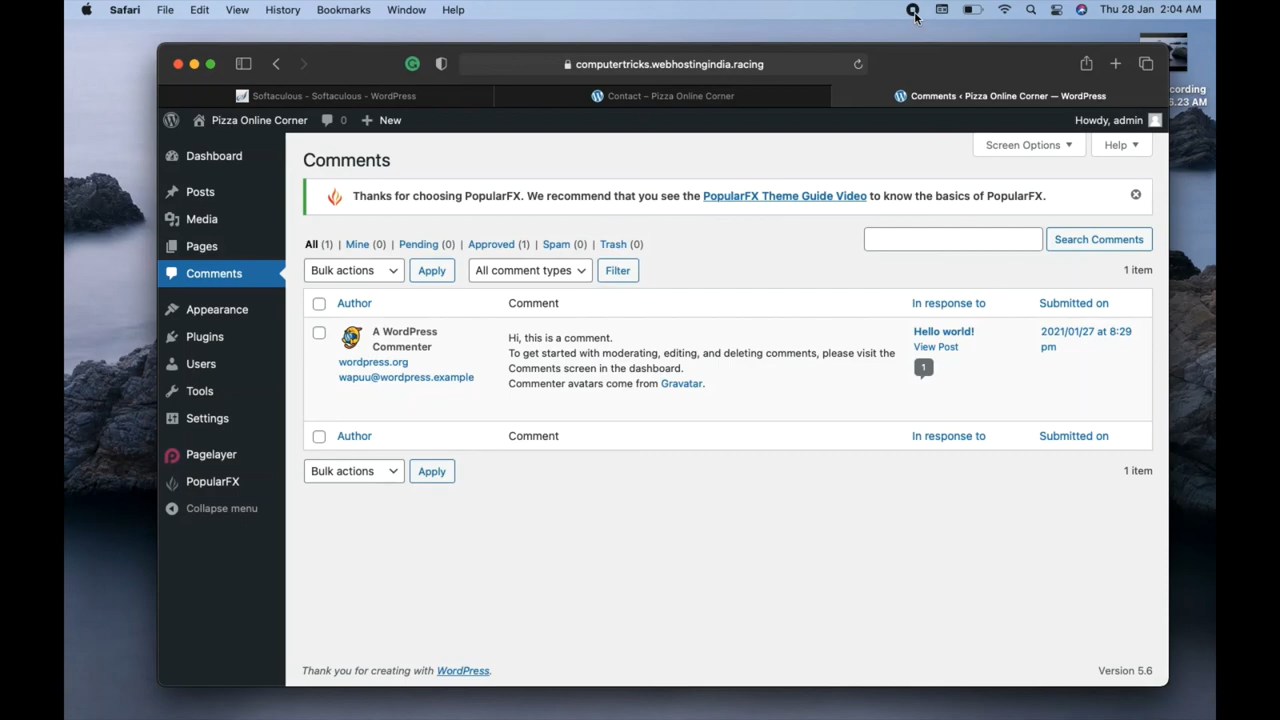 Safari File Edit View History Bookmarks Window Help Thu 28 Jan 2:04 AM
computertricks.webhostingindia.racing
cording
6.23 AM
Softaculous - Softaculous - WordPress Contact – Pizza Online Corner Comments ‹ Pizza Online Corner — WordPress
Pizza Online Corner 0 New Howdy, admin
Screen Options ▼ Help ▼
Dashboard
Posts
Media
Pages
Comments
Appearance
Plugins
Users
Tools
Settings
Pagelayer
PopularFX
Collapse menu
Comments
Thanks for choosing PopularFX. We recommend that you see the PopularFX Theme Guide Video to know the basics of PopularFX.
All (1) | Mine (0) | Pending (0) | Approved (1) | Spam (0) | Trash (0)
Search Comments
Bulk actions Apply All comment types Filter 1 item
Author Comment In response to Submitted on
A WordPress
Commenter
wordpress.org
wapuu@wordpress.example
Hi, this is a comment.
To get started with moderating, editing, and deleting comments, please visit the
Comments screen in the dashboard.
Commenter avatars come from Gravatar.
Hello world!
View Post
1
2021/01/27 at 8:29
pm
Author Comment In response to Submitted on
Bulk actions Apply 1 item
Thank you for creating with WordPress. Version 5.6